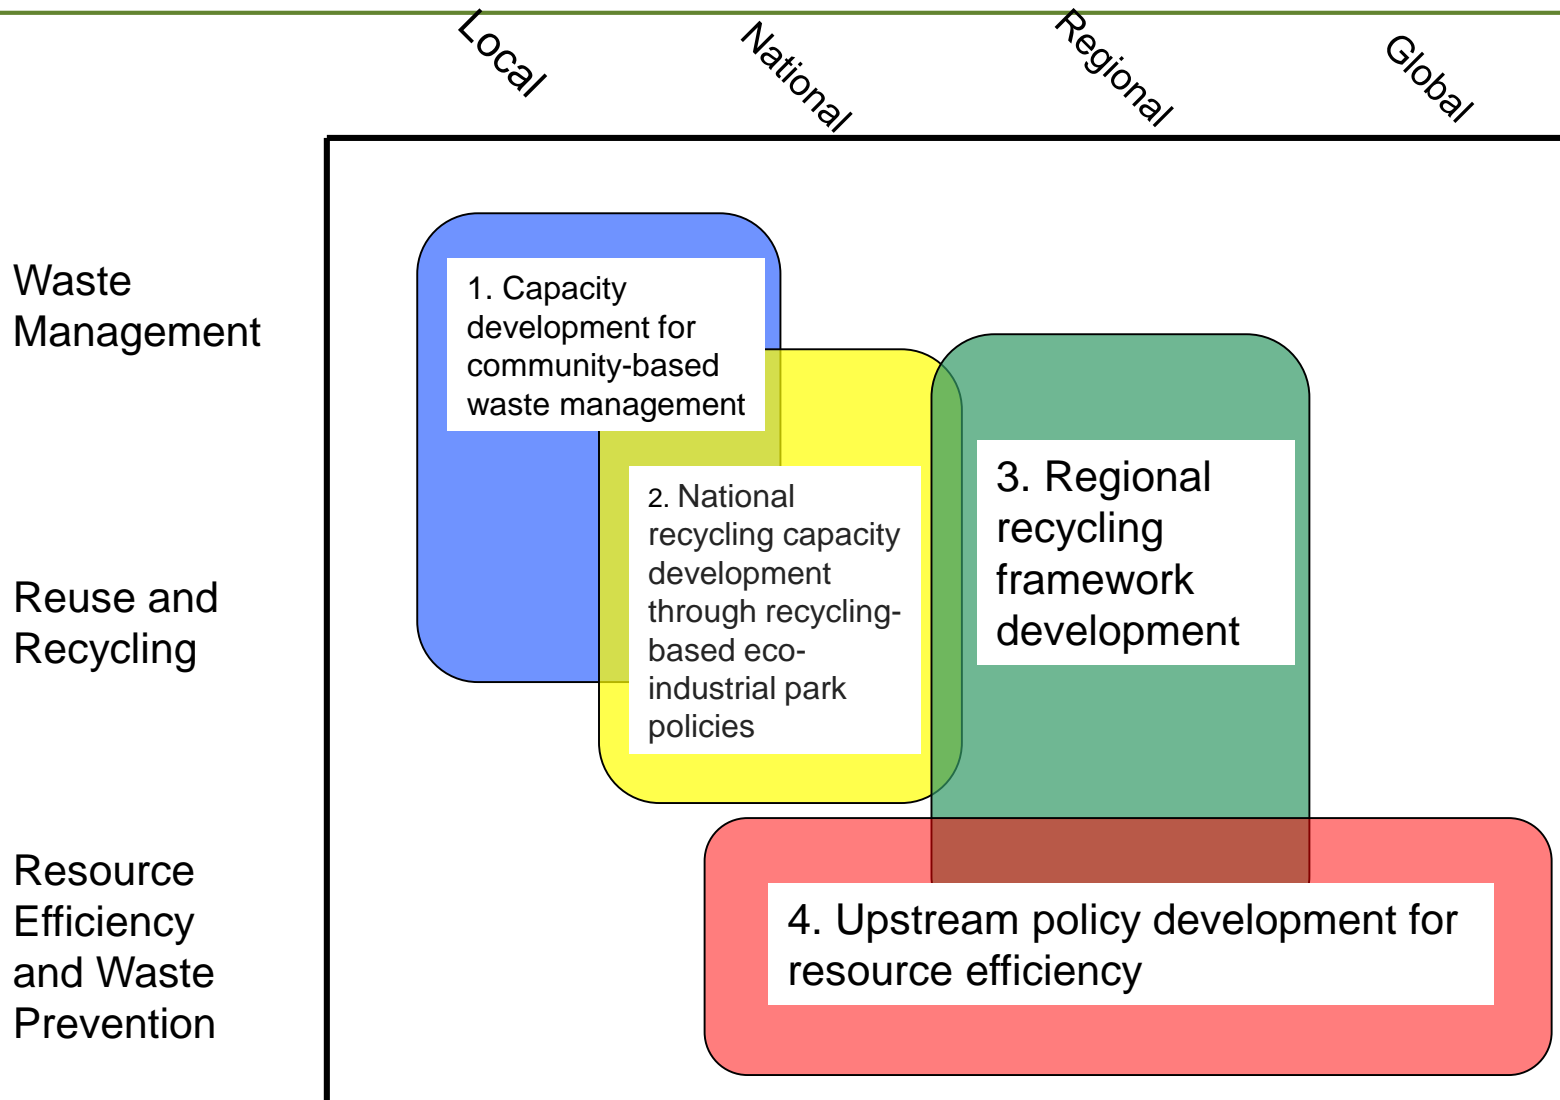 Local
National
Regional
Global
Waste
Management
1. Capacity
development for
community-based
waste management
2. National
recycling capacity
development
through recycling-
based eco-
industrial park
policies
3. Regional
recycling
framework
development
Reuse and
Recycling
Resource
Efficiency
and Waste
Prevention
4. Upstream policy development for
resource efficiency